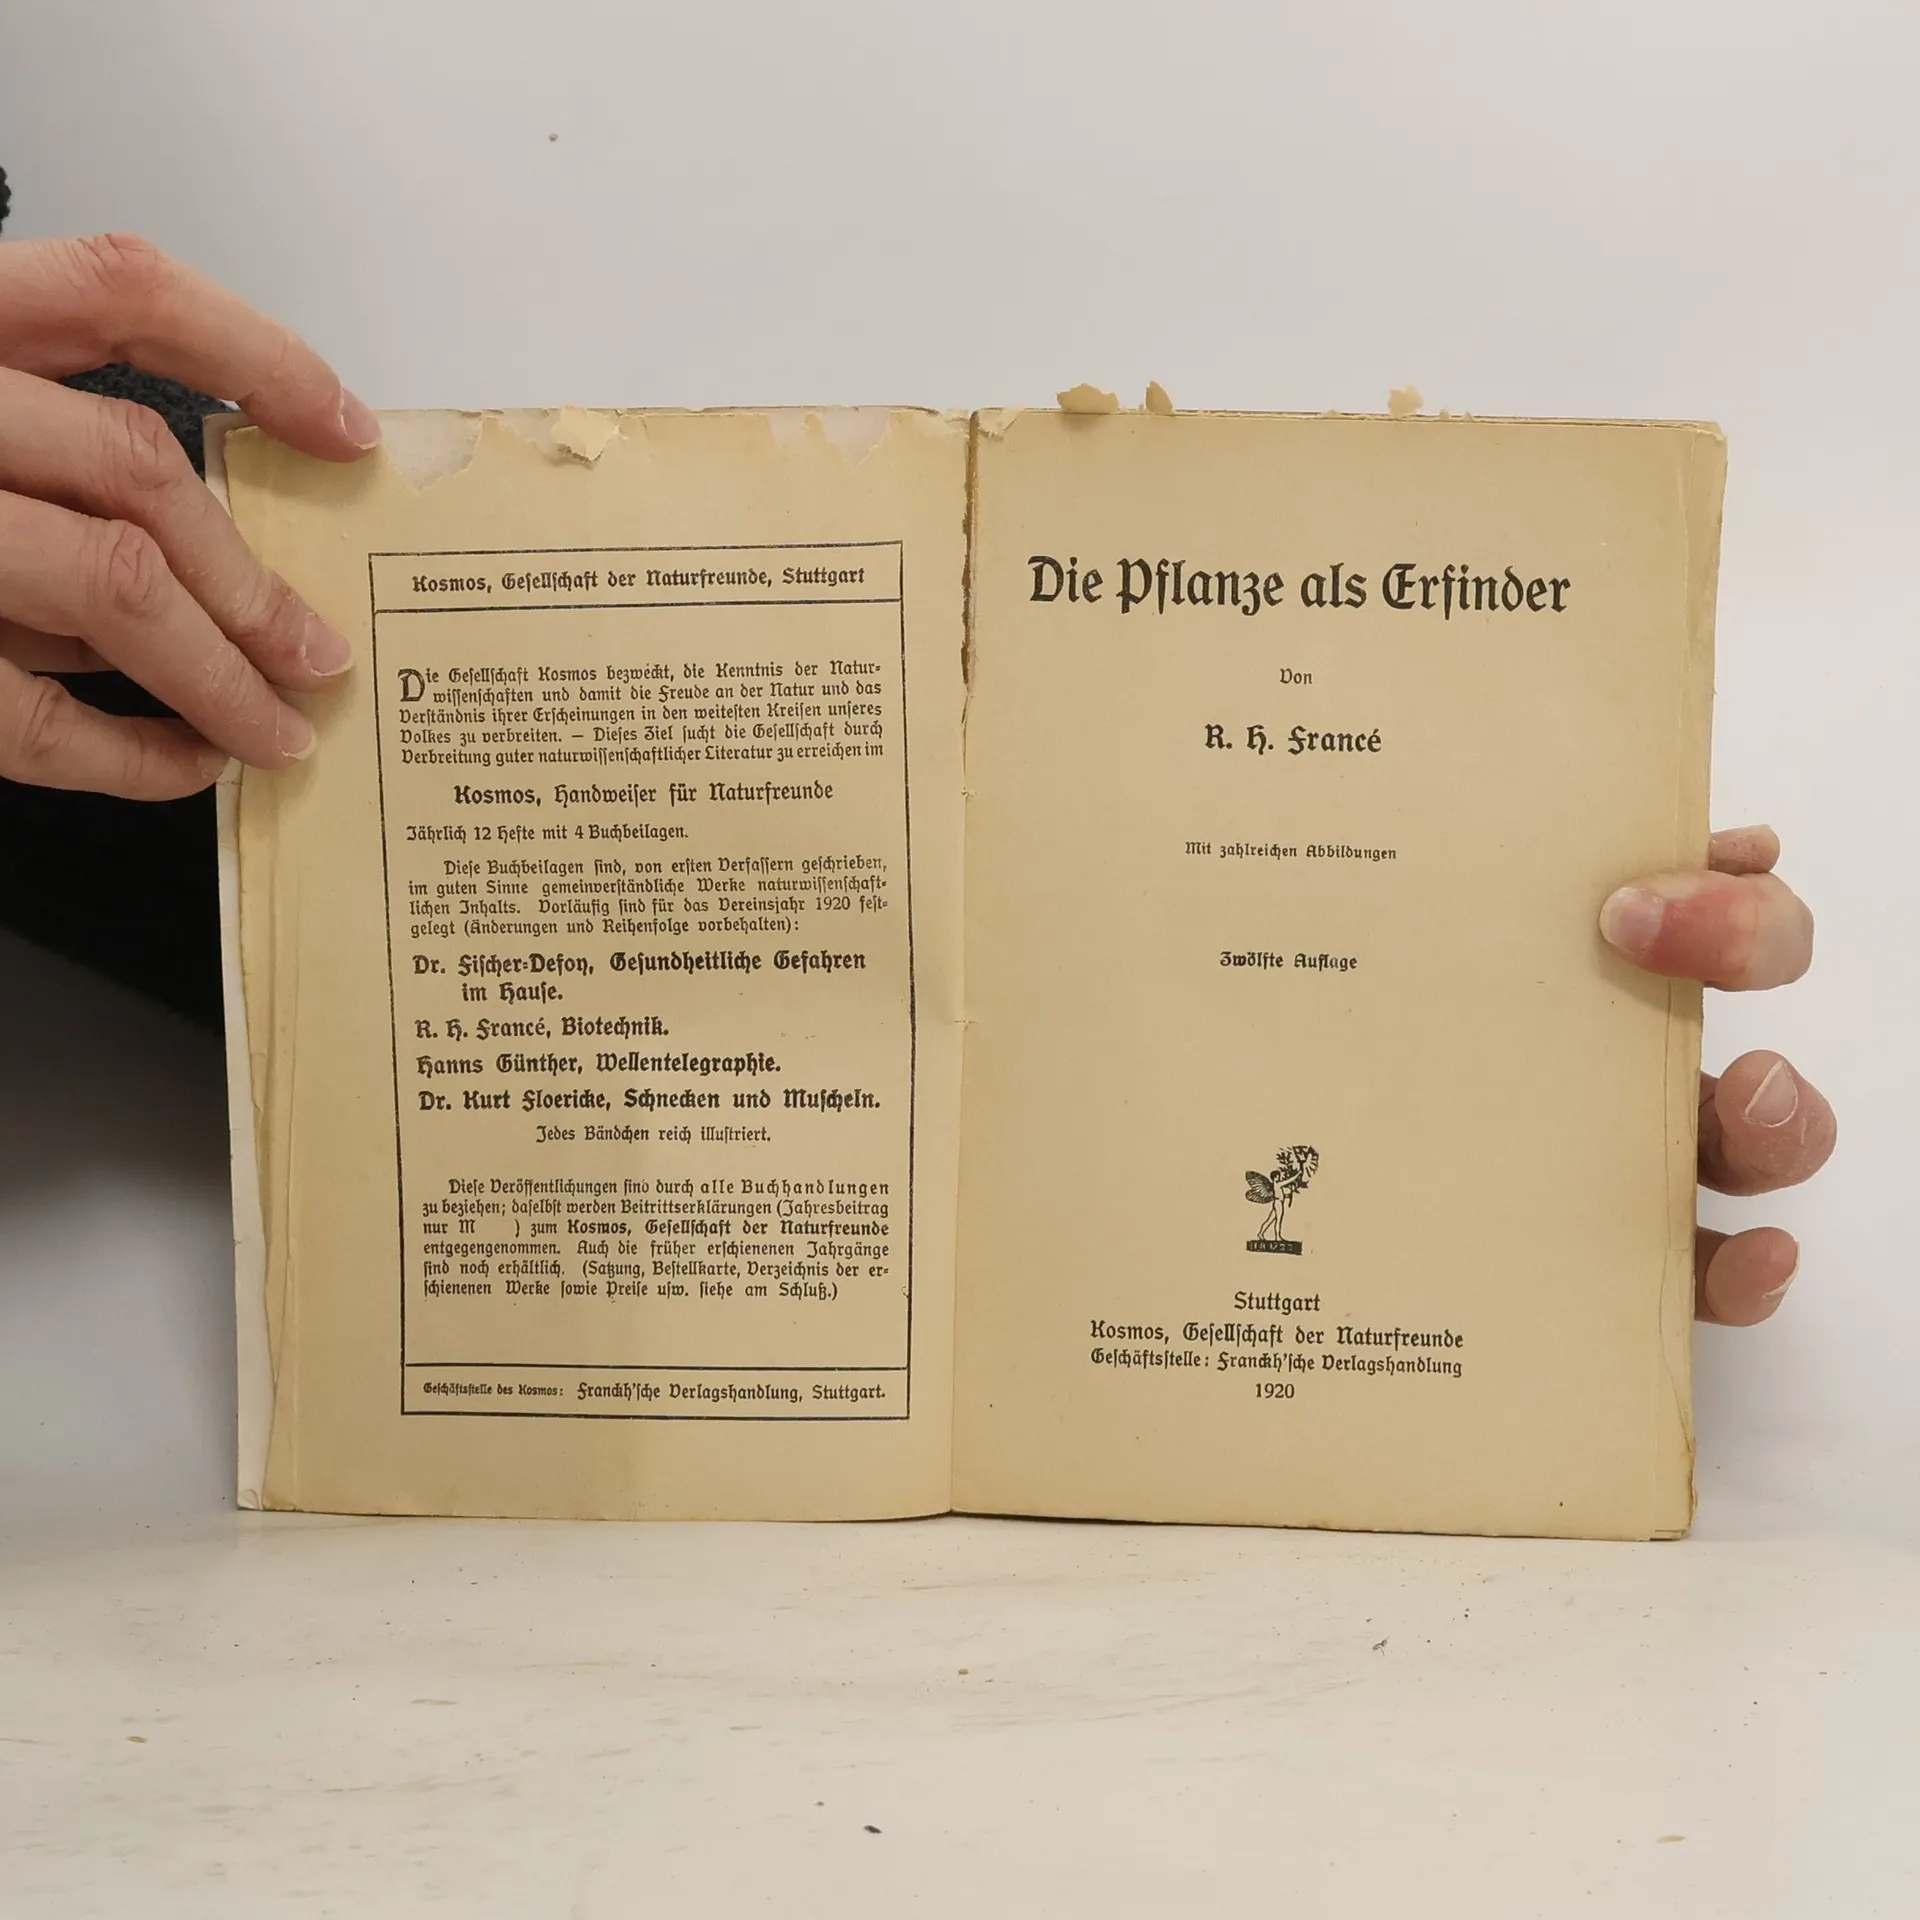 Kosmos, Gesellschaft der Naturfreunde, Stuttgart
Die Gesellschaft Kosmos bezweckt, die Kenntnis der Natur-
wissenschaften und damit die Freude an der Natur und das
Verständnis ihrer Erscheinungen in den weitesten Kreisen unseres
Volkes zu verbreiten. — Dieses Ziel sucht die Gesellschaft durch
Verbreitung guter naturwissenschaftlicher Literatur zu erreichen im
Kosmos, Handweiser für Naturfreunde
Jährlich 12 Hefte mit 4 Buchbeilagen.
Diese Buchbeilagen sind, von ersten Verfassern geschrieben,
im guten Sinne gemeinverständliche Werke naturwissenschaft-
lichen Inhalts. Vorläufig sind für das Vereinsjahr 1920 fest-
gelegt (Änderungen und Reihenfolge vorbehalten):
Dr. Fischer-Defoy, Gesundheitliche Gefahren
im Hause.
R. H. Francé, Biotechnik.
Hanns Günther, Wellentelegraphie.
Dr. Kurt Floericke, Schnecken und Muscheln.
Jedes Bändchen reich illustriert.
Diese Veröffentlichungen sind durch alle Buchhandlungen
zu beziehen; daselbst werden Beitrittserklärungen (Jahresbeitrag
nur M ) zum Kosmos, Gesellschaft der Naturfreunde
entgegengenommen. Auch die früher erschienenen Jahrgänge
sind noch erhältlich. (Satzung, Bestellkarte, Verzeichnis der er-
schienenen Werke sowie Preise usw. siehe am Schluß.)
Geschäftsstelle des Kosmos: Franckh'sche Verlagshandlung, Stuttgart.
Die Pflanze als Erfinder
Von
R. H. Francé
Mit zahlreichen Abbildungen
Zwölfte Auflage
Stuttgart
Kosmos, Gesellschaft der Naturfreunde
Geschäftsstelle: Franckh'sche Verlagshandlung
1920